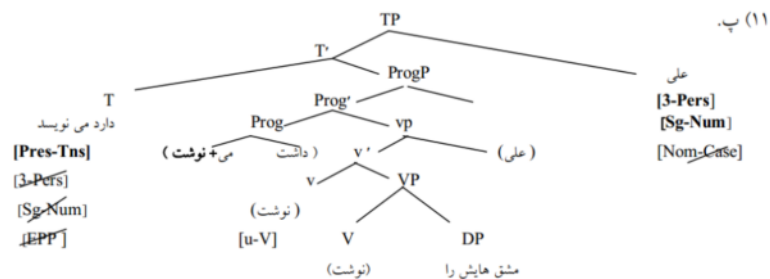 ۱۱) پ.
TP
T'
ProgP
علی
T
Prog'
[3-Pers]
دارد می نویسد
Prog
vp
[Sg-Num]
[Pres-Tns]
می+ نوشت )
( داشت
v'
(علی )
[Nom-Case]
[3-Pers]
v
VP
[Sg-Num]
(نوشت )
[EPP ]
[u-V]
V
DP
(نوشت)
مشق هایش را